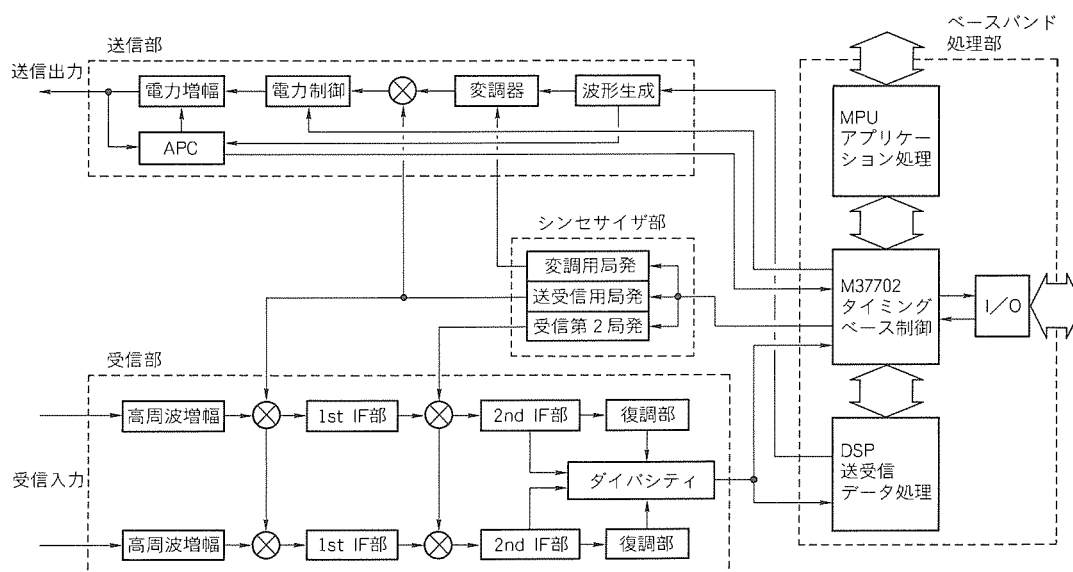 ベースバンド
処理部
送信部
送信出力
電力増幅
電力制御
変調器
波形生成
APC
MPU
アプリケー
ション処理
シンセサイザ部
変調用局発
送受信用局発
受信第2局発
M37702
タイミング
ベース制御
I/O
受信部
高周波増幅
1st IF部
2nd IF部
復調部
受信入力
ダイバシティ
DSP
送受信
データ処理
高周波増幅
1st IF部
2nd IF部
復調部